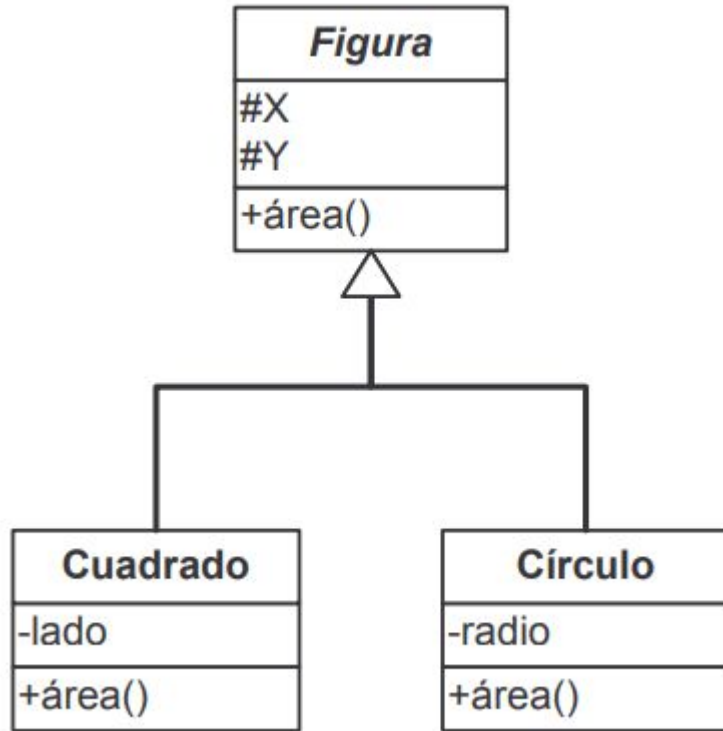 Figura
#X
#Y
+área()
Cuadrado
-lado
+área()
Círculo
-radio
+área()